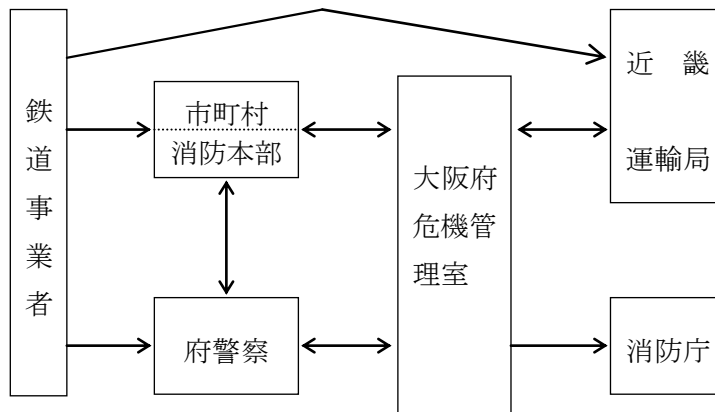 鉄道事業者
市町村
消防本部
府警察
大阪府
危機管
理室
近　畿
運輸局
消防庁